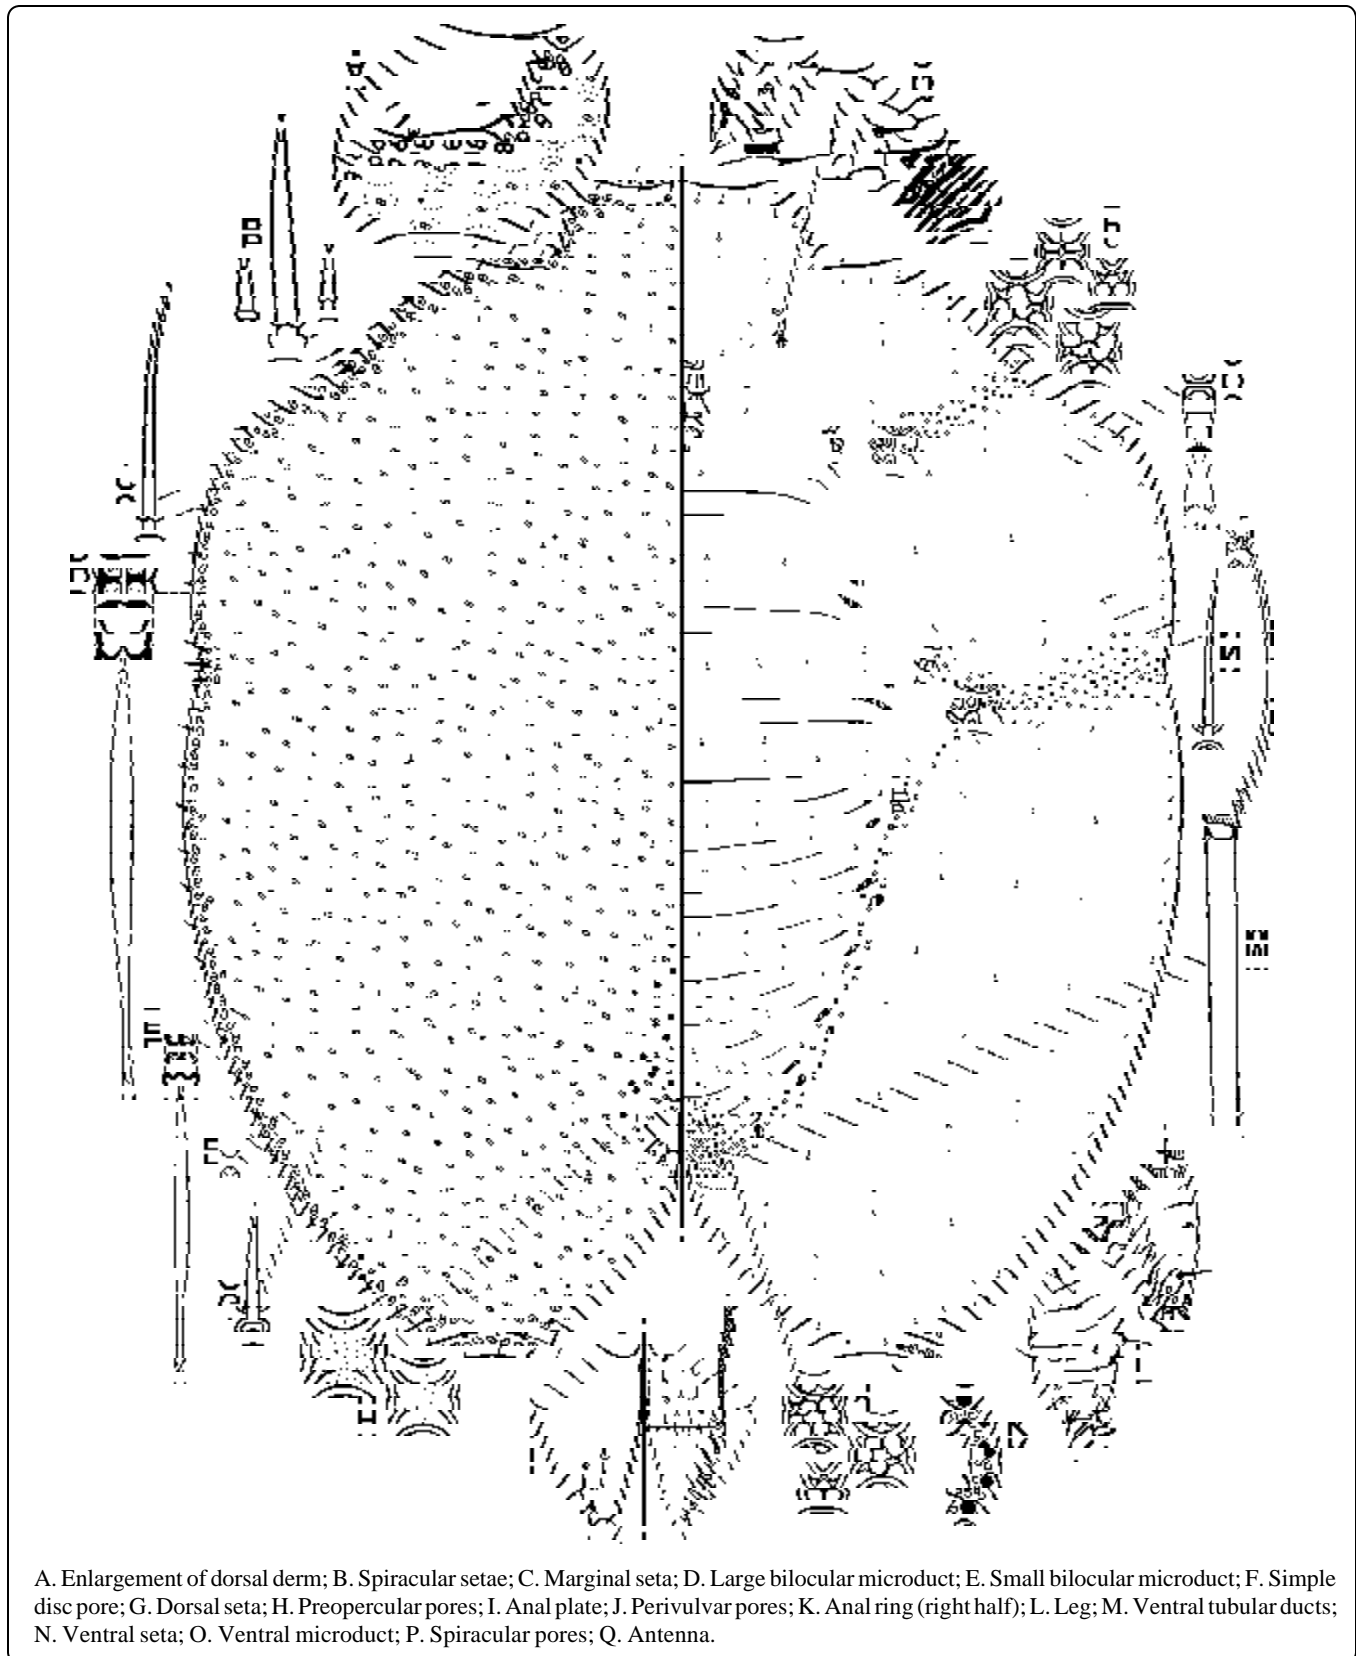 A. Enlargement of dorsal derm; B. Spiracular setae; C. Marginal seta; D. Large bilocular microduct; E. Small bilocular microduct; F. Simple
disc pore; G. Dorsal seta; H. Preopercular pores; I. Anal plate; J. Perivulvar pores; K. Anal ring (right half); L. Leg; M. Ventral tubular ducts;
N. Ventral seta; O. Ventral microduct; P. Spiracular pores; Q. Antenna.